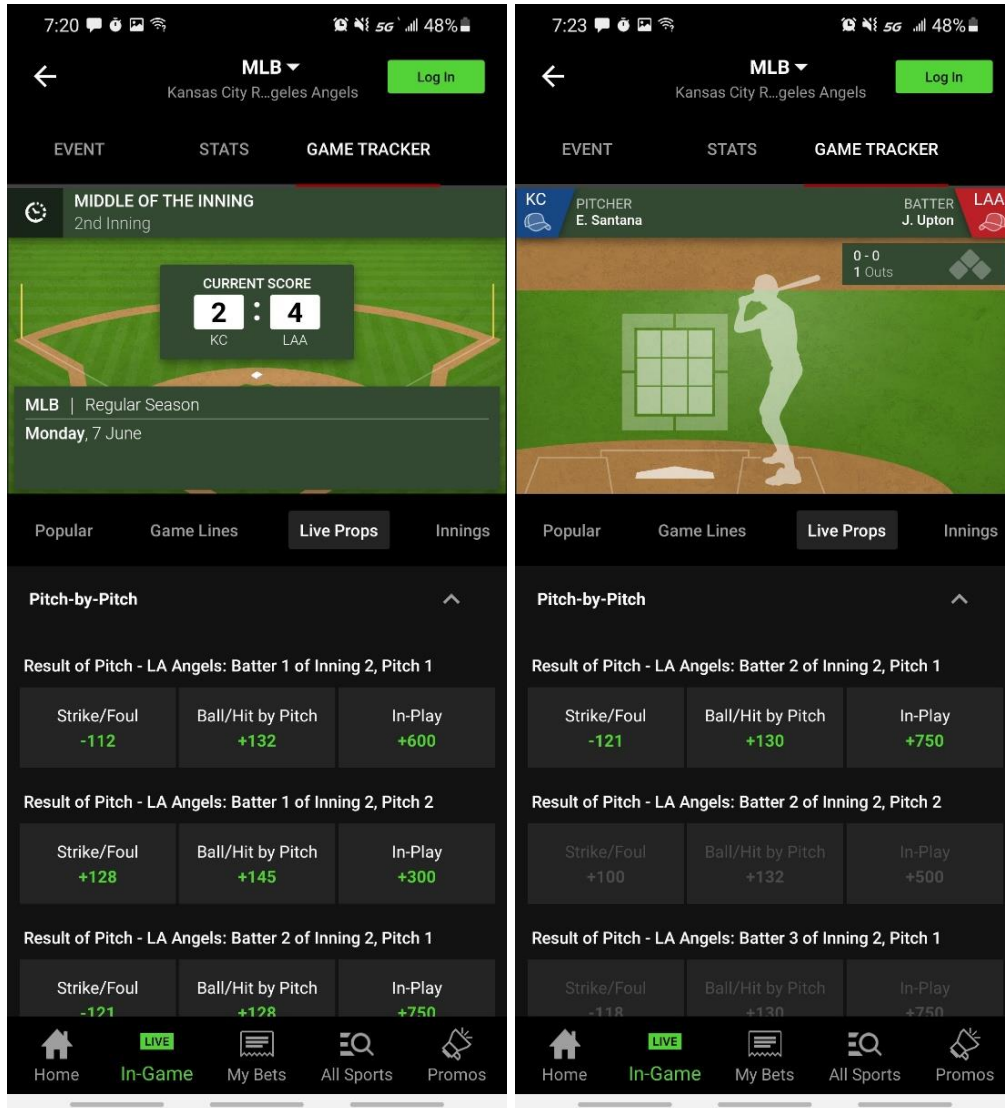 7:20
5G 48%
MLB
Kansas City R...geles Angels
Log In
EVENT STATS GAME TRACKER
MIDDLE OF THE INNING
2nd Inning
CURRENT SCORE
2 : 4
KC LAA
MLB | Regular Season
Monday, 7 June
Popular Game Lines Live Props Innings
Pitch-by-Pitch
Result of Pitch - LA Angels: Batter 1 of Inning 2, Pitch 1
Strike/Foul Ball/Hit by Pitch In-Play
-112 +132 +600
Result of Pitch - LA Angels: Batter 1 of Inning 2, Pitch 2
Strike/Foul Ball/Hit by Pitch In-Play
+128 +145 +300
Result of Pitch - LA Angels: Batter 2 of Inning 2, Pitch 1
Strike/Foul Ball/Hit by Pitch In-Play
-121 +128 +750
LIVE
Home In-Game My Bets All Sports Promos
7:23
5G 48%
MLB
Kansas City R...geles Angels
Log In
EVENT STATS GAME TRACKER
KC PITCHER BATTER LAA
E. Santana J. Upton
0 - 0
1 Outs
Popular Game Lines Live Props Innings
Pitch-by-Pitch
Result of Pitch - LA Angels: Batter 2 of Inning 2, Pitch 1
Strike/Foul Ball/Hit by Pitch In-Play
-121 +130 +750
Result of Pitch - LA Angels: Batter 2 of Inning 2, Pitch 2
Strike/Foul Ball/Hit by Pitch In-Play
+100 +132 +500
Result of Pitch - LA Angels: Batter 3 of Inning 2, Pitch 1
Strike/Foul Ball/Hit by Pitch In-Play
-118 +130 +750
LIVE
Home In-Game My Bets All Sports Promos